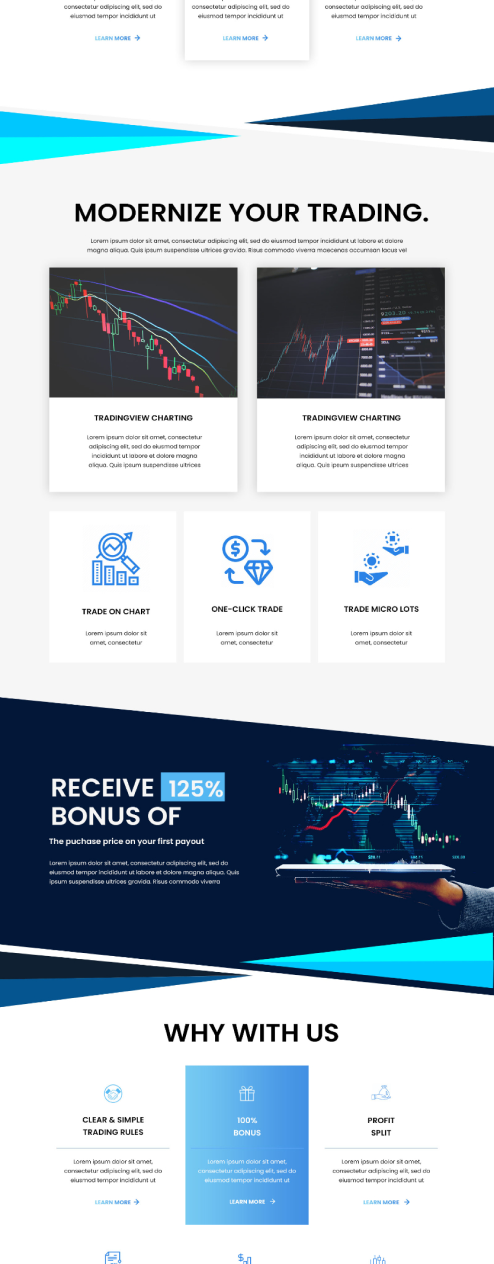 consectetur adipiscing elit, sed do
eiusmod tempor incididunt ut
LEARN MORE
consectetur adipiscing elit, sed do
eiusmod tempor incididunt ut
LEARN MORE
consectetur adipiscing elit, sed do
eiusmod tempor incididunt ut
LEARN MORE
MODERNIZE YOUR TRADING.
Lorem ipsum dolor sit amet, consectetur adipiscing elit, sed do eiusmod tempor incididunt ut labore et dolore
magna aliqua. Quis ipsum suspendisse ultrices gravida. Risus commodo viverra maecenas accumsan lacus vel
TRADINGVIEW CHARTING
Lorem ipsum dolor sit amet, consectetur
adipiscing elit, sed do eiusmod tempor
incididunt ut labore et dolore magna
aliqua. Quis ipsum suspendisse ultrices
TRADINGVIEW CHARTING
Lorem ipsum dolor sit amet, consectetur
adipiscing elit, sed do eiusmod tempor
incididunt ut labore et dolore magna
aliqua. Quis ipsum suspendisse ultrices
TRADE ON CHART
Lorem ipsum dolor sit
amet, consectetur
ONE-CLICK TRADE
Lorem ipsum dolor sit
amet, consectetur
TRADE MICRO LOTS
Lorem ipsum dolor sit
amet, consectetur
RECEIVE 125%
BONUS OF
The puchase price on your first payout
Lorem ipsum dolor sit amet, consectetur adipiscing elit, sed do
eiusmod tempor incididunt ut labore et dolore magna aliqua. Quis
ipsum suspendisse ultrices gravida. Risus commodo viverra
WHY WITH US
CLEAR & SIMPLE
TRADING RULES
Lorem ipsum dolor sit amet,
consectetur adipiscing elit, sed do
eiusmod tempor incididunt ut
LEARN MORE
100%
BONUS
Lorem ipsum dolor sit amet,
consectetur adipiscing elit, sed do
eiusmod tempor incididunt ut
LEARN MORE
PROFIT
SPLIT
Lorem ipsum dolor sit amet,
consectetur adipiscing elit, sed do
eiusmod tempor incididunt ut
LEARN MORE